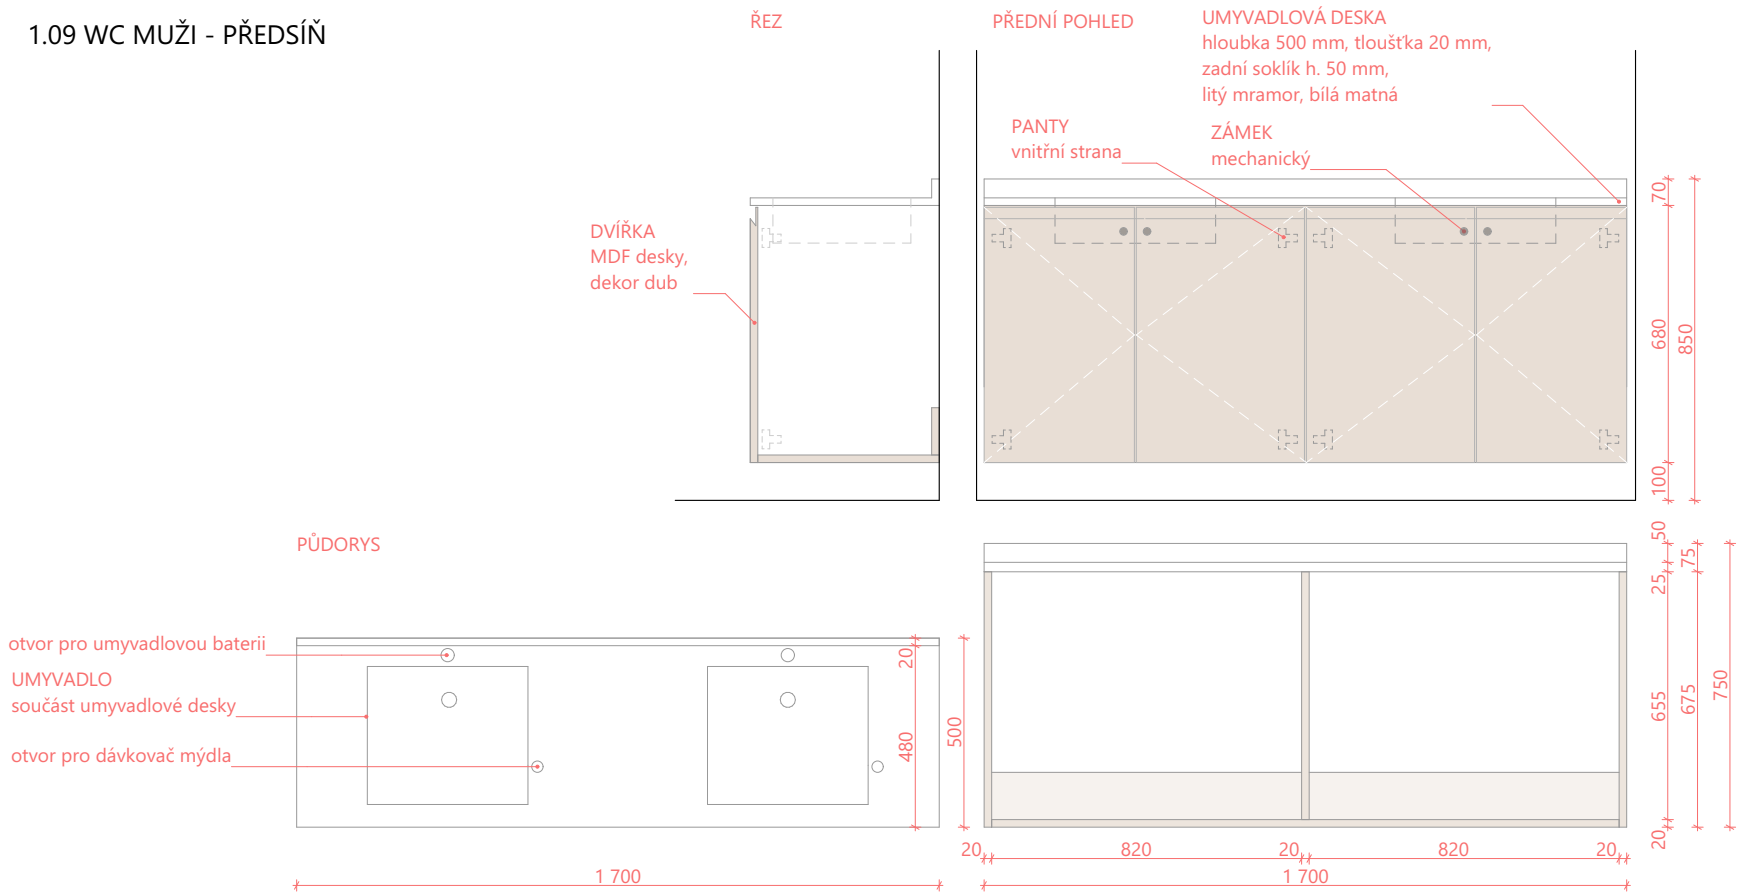 1.09 WC MUŽI - PŘEDSÍŇ
ŘEZ
PŘEDNÍ POHLED
UMYVADLOVÁ DESKA
hloubka 500 mm, tloušťka 20 mm,
zadní soklík h. 50 mm,
litý mramor, bílá matná
PANTY
vnitřní strana
ZÁMEK
mechanický
DVÍŘKA
MDF desky,
dekor dub
70
680
850
100
PŮDORYS
otvor pro umyvadlovou baterii
UMYVADLO
součást umyvadlové desky
otvor pro dávkovač mýdla
20
480
500
1 700
50
75
25
655
675
750
20
20
820
20
820
20
1 700